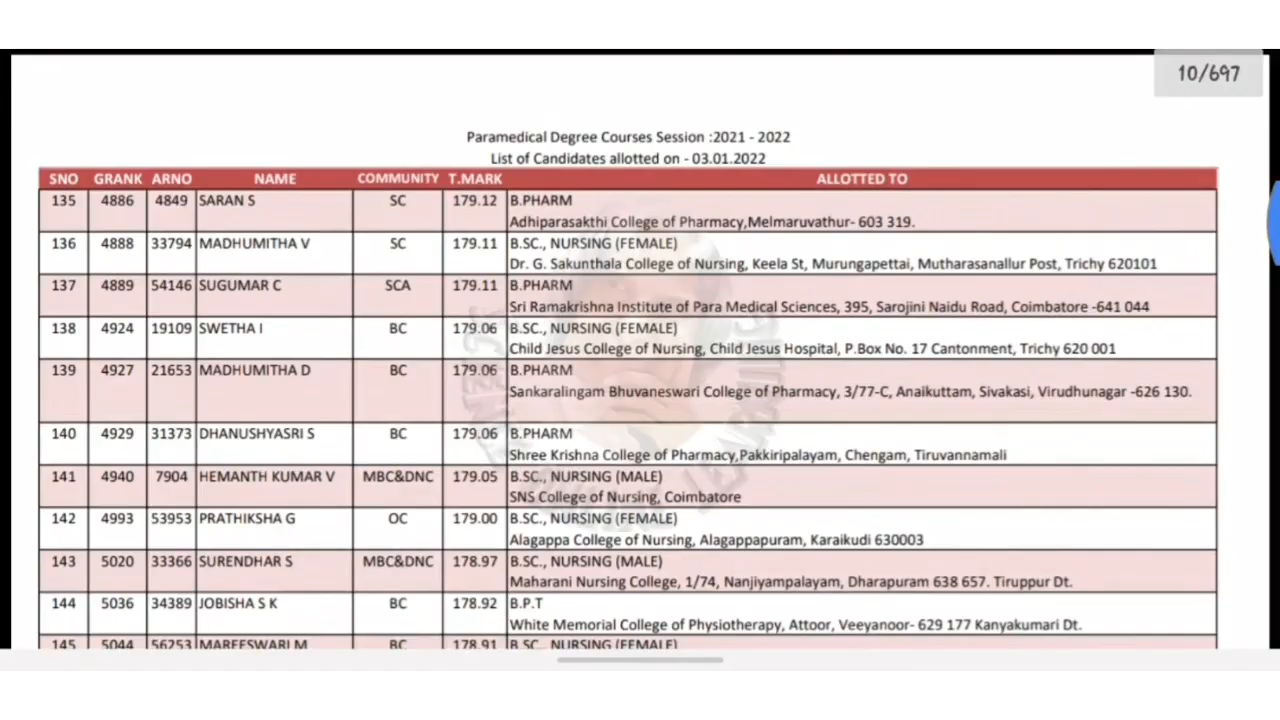 10/697
Paramedical Degree Courses Session :2021 - 2022
List of Candidates allotted on - 03.01.2022
SNO GRANK ARNO NAME COMMUNITY T.MARK ALLOTTED TO
135 4886 4849 SARAN S SC 179.12 B.PHARM
Adhiparasakthi College of Pharmacy,Melmaruvathur- 603 319.
136 4888 33794 MADHUMITHA V SC 179.11 B.SC., NURSING (FEMALE)
Dr. G. Sakunthala College of Nursing, Keela St, Murungapettai, Mutharasanallur Post, Trichy 620101
137 4889 54146 SUGUMAR C SCA 179.11 B.PHARM
Sri Ramakrishna Institute of Para Medical Sciences, 395, Sarojini Naidu Road, Coimbatore -641 044
138 4924 19109 SWETHA I BC 179.06 B.SC., NURSING (FEMALE)
Child Jesus College of Nursing, Child Jesus Hospital, P.Box No. 17 Cantonment, Trichy 620 001
139 4927 21653 MADHUMITHA D BC 179.06 B.PHARM
Sankaralingam Bhuvaneswari College of Pharmacy, 3/77-C, Anaikuttam, Sivakasi, Virudhunagar -626 130.
140 4929 31373 DHANUSHYASRI S BC 179.06 B.PHARM
Shree Krishna College of Pharmacy,Pakkiripalayam, Chengam, Tiruvannamali
141 4940 7904 HEMANTH KUMAR V MBC&DNC 179.05 B.SC., NURSING (MALE)
SNS College of Nursing, Coimbatore
142 4993 53953 PRATHIKSHA G OC 179.00 B.SC., NURSING (FEMALE)
Alagappa College of Nursing, Alagappapuram, Karaikudi 630003
143 5020 33366 SURENDHAR S MBC&DNC 178.97 B.SC., NURSING (MALE)
Maharani Nursing College, 1/74, Nanjiyampalayam, Dharapuram 638 657. Tiruppur Dt.
144 5036 34389 JOBISHA S K BC 178.92 B.P.T
White Memorial College of Physiotherapy, Attoor, Veeyanoor- 629 177 Kanyakumari Dt.
145 5044 56253 MAREESWARI M BC 178.91 B.SC., NURSING (FEMALE)